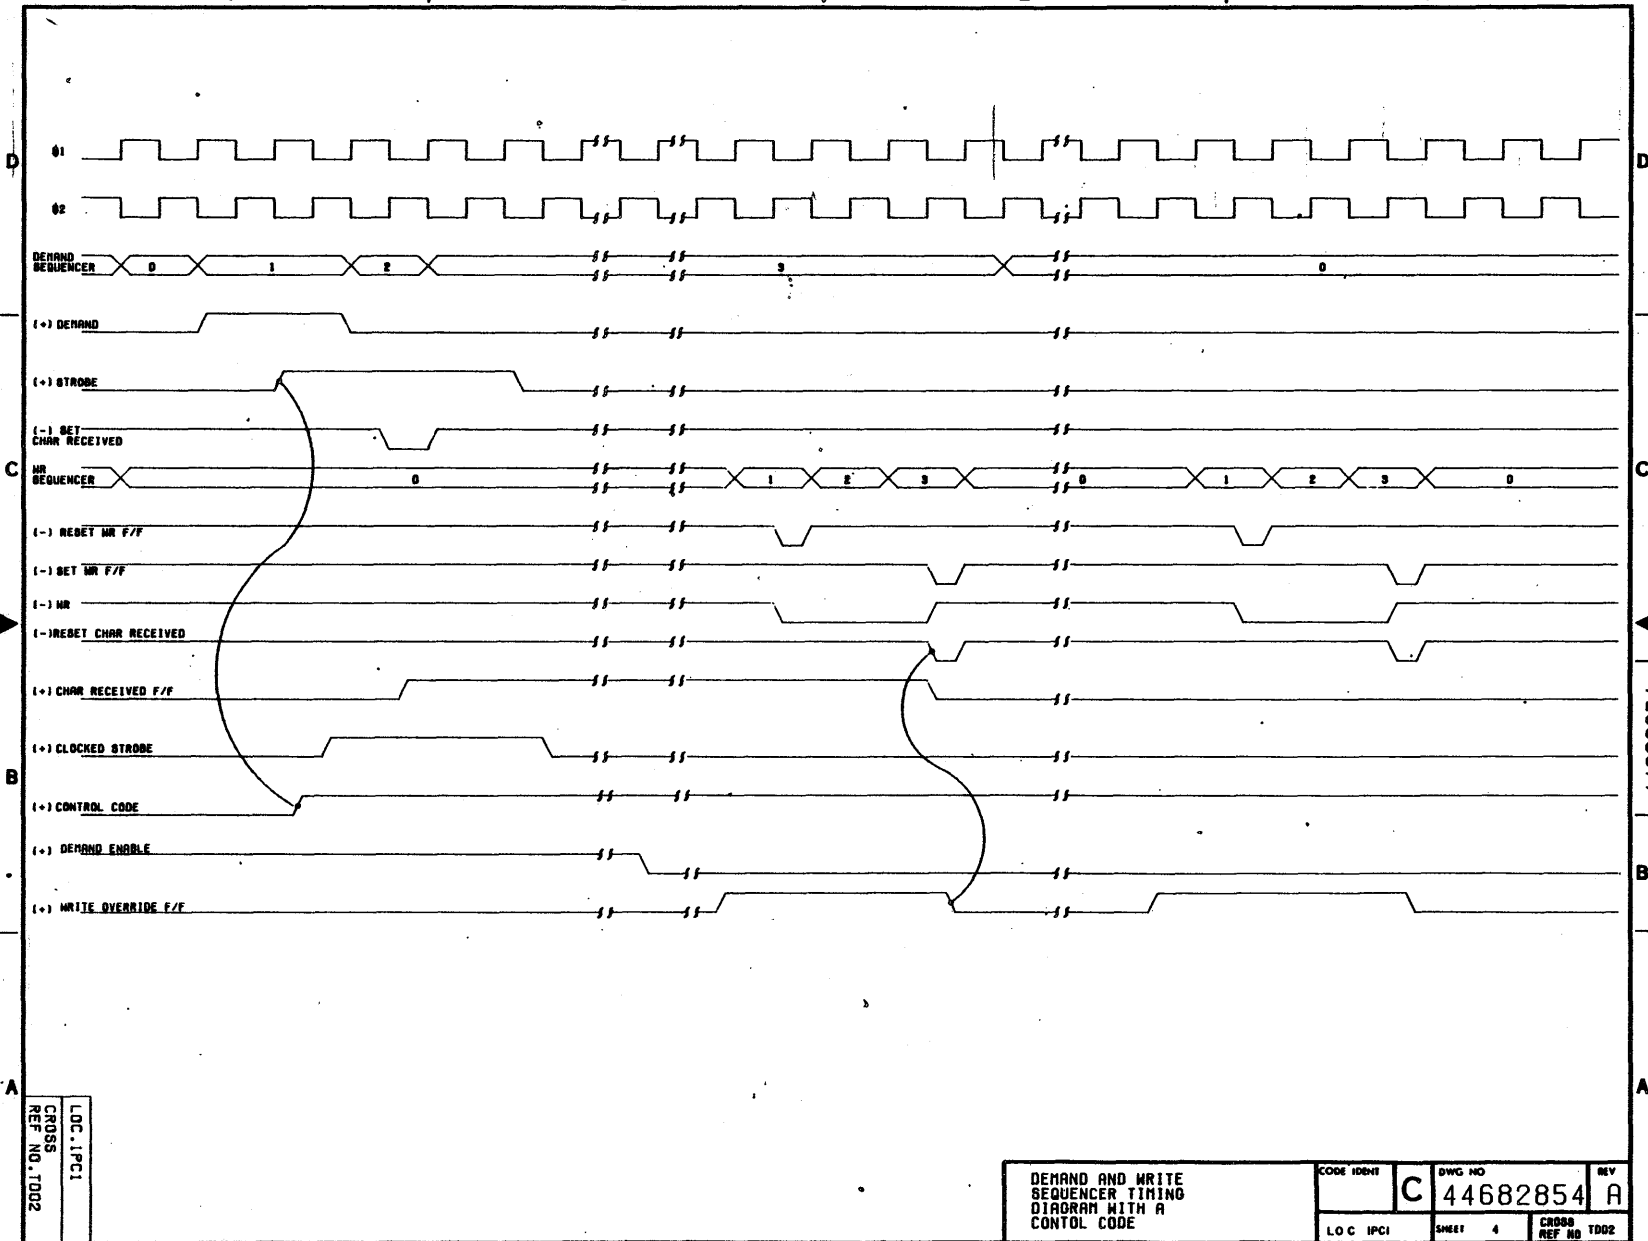 D
D
φ1
φ2
DEMAND
SEQUENCER
0 1 2 3 0
(+) DEMAND
(+) STROBE
(-) SET
CHAR RECEIVED
C
C
WR
SEQUENCER
0 1 2 3 0 1 2 3 0
(-) RESET WR F/F
(-) SET WR F/F
(-) WR
(-)RESET CHAR RECEIVED
(+) CHAR RECEIVED F/F
(+) CLOCKED STROBE
B
(+) CONTROL CODE
(+) DEMAND ENABLE
B
(+) WRITE OVERRIDE F/F
A
A
LOC.IPCI
CROSS
REF NO.TD02
DEMAND AND WRITE
SEQUENCER TIMING
DIAGRAM WITH A
CONTOL CODE
CODE IDENT
C
DWG NO
44682854
REV
A
LOC IPCI
SHEET 4
CROSS
REF NO TD02